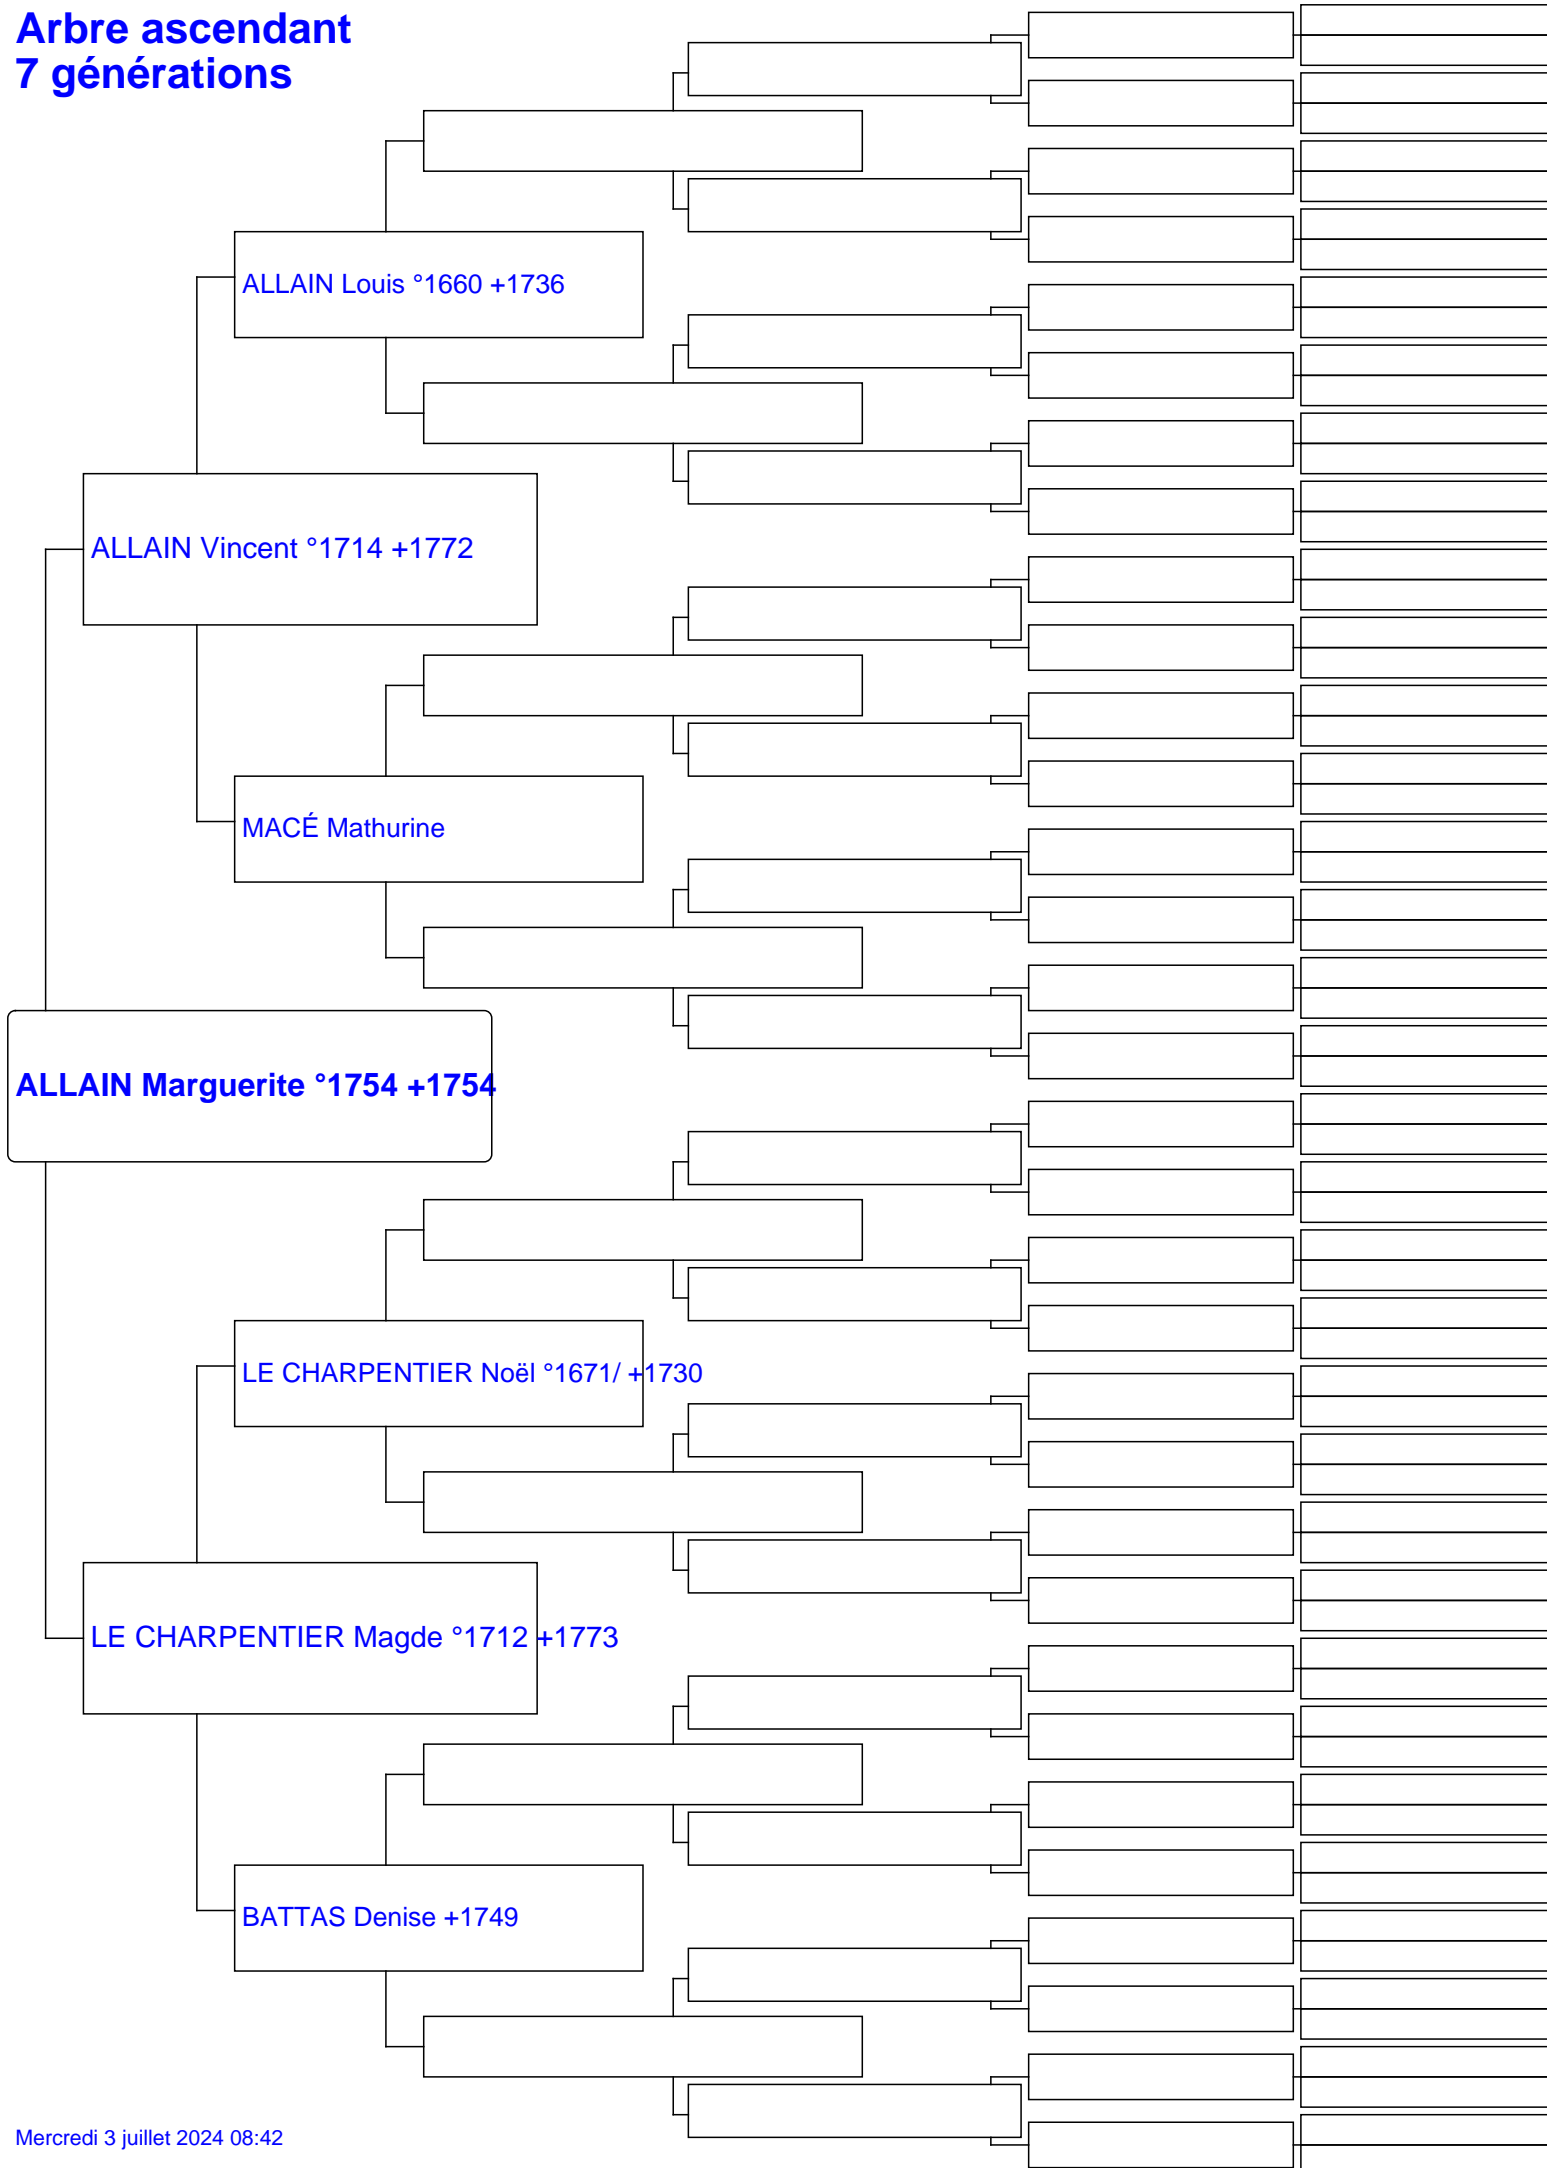 Arbre ascendant
7 générations
ALLAIN Louis °1660 +1736
ALLAIN Vincent °1714 +1772
MACÉ Mathurine
ALLAIN Marguerite °1754 +1754
LE CHARPENTIER Noël °1671/ +1730
LE CHARPENTIER Magde °1712 +1773
BATTAS Denise +1749
Mercredi 3 juillet 2024 08:42